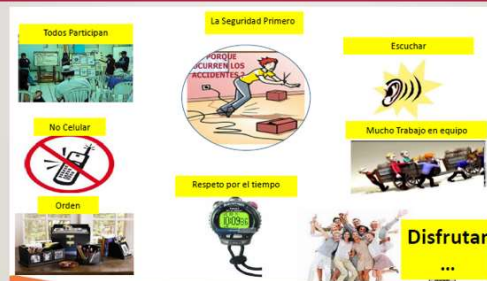 Todos Participan
La Seguridad Primero
Escuchar
PORQUE
OCURREN LOS
ACCIDENTES ?
No Celular
Mucho Trabajo en equipo
Respeto por el tiempo
Orden
Disfrutar
...